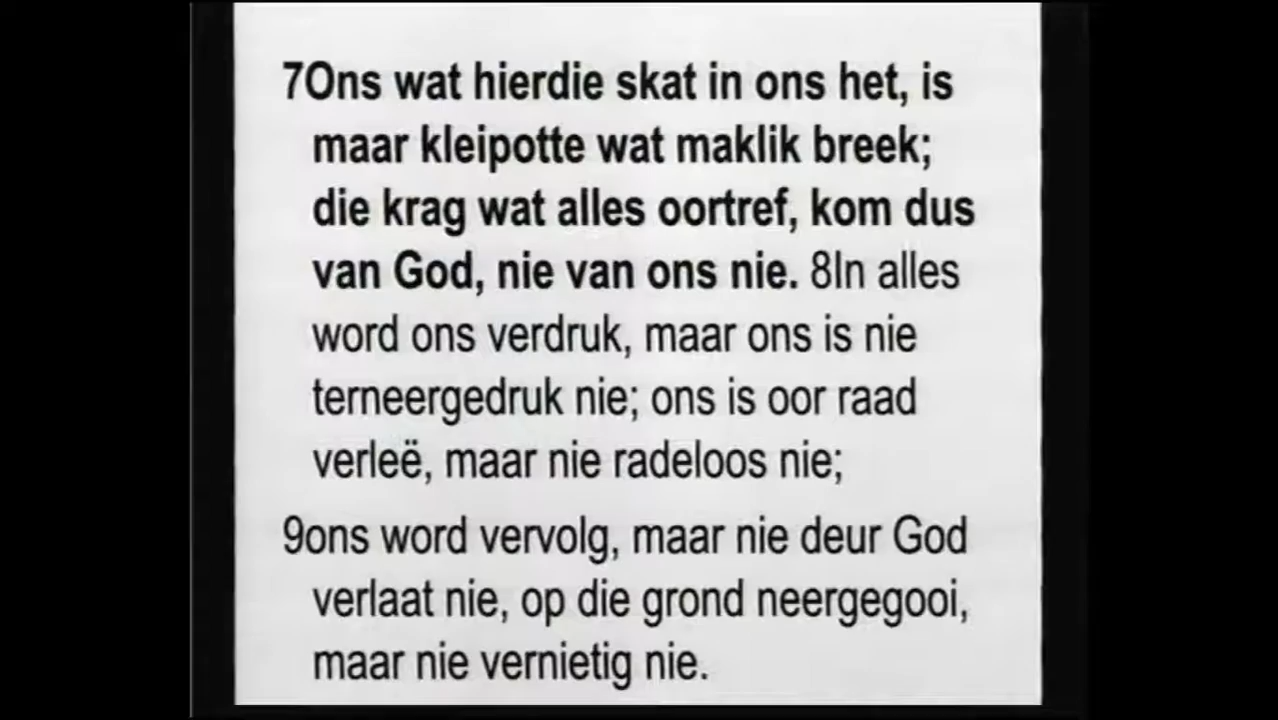 7Ons wat hierdie skat in ons het, is
maar kleipotte wat maklik breek;
die krag wat alles oortref, kom dus
van God, nie van ons nie. 8In alles
word ons verdruk, maar ons is nie
terneergedruk nie; ons is oor raad
verleë, maar nie radeloos nie;
9ons word vervolg, maar nie deur God
verlaat nie, op die grond neergegooi,
maar nie vernietig nie.